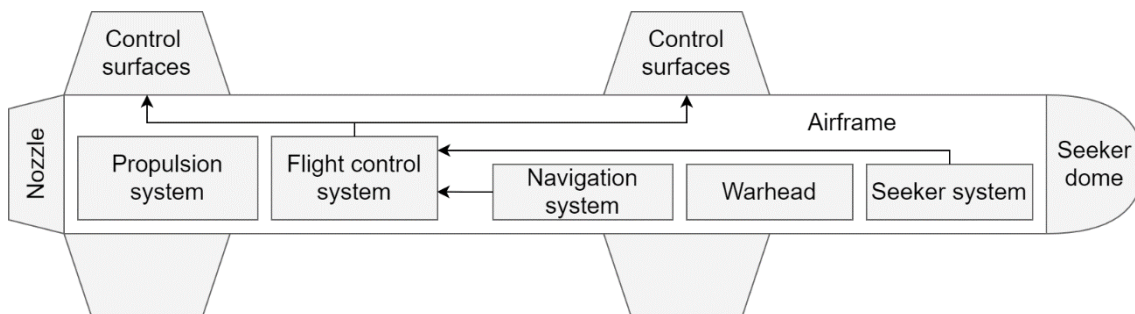 Control
surfaces
Control
surfaces
Airframe
Nozzle
Propulsion
system
Flight control
system
Navigation
system
Warhead
Seeker system
Seeker
dome